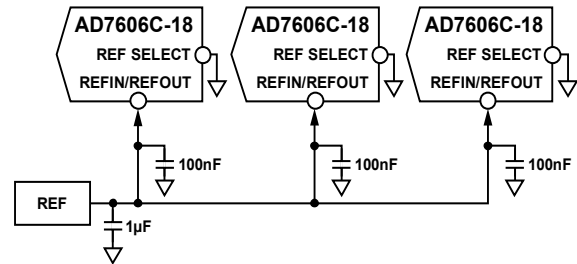 AD7606C-18 AD7606C-18 AD7606C-18
REF SELECT REF SELECT REF SELECT
REFIN/REFOUT REFIN/REFOUT REFIN/REFOUT
100nF 100nF 100nF
REF
1µF